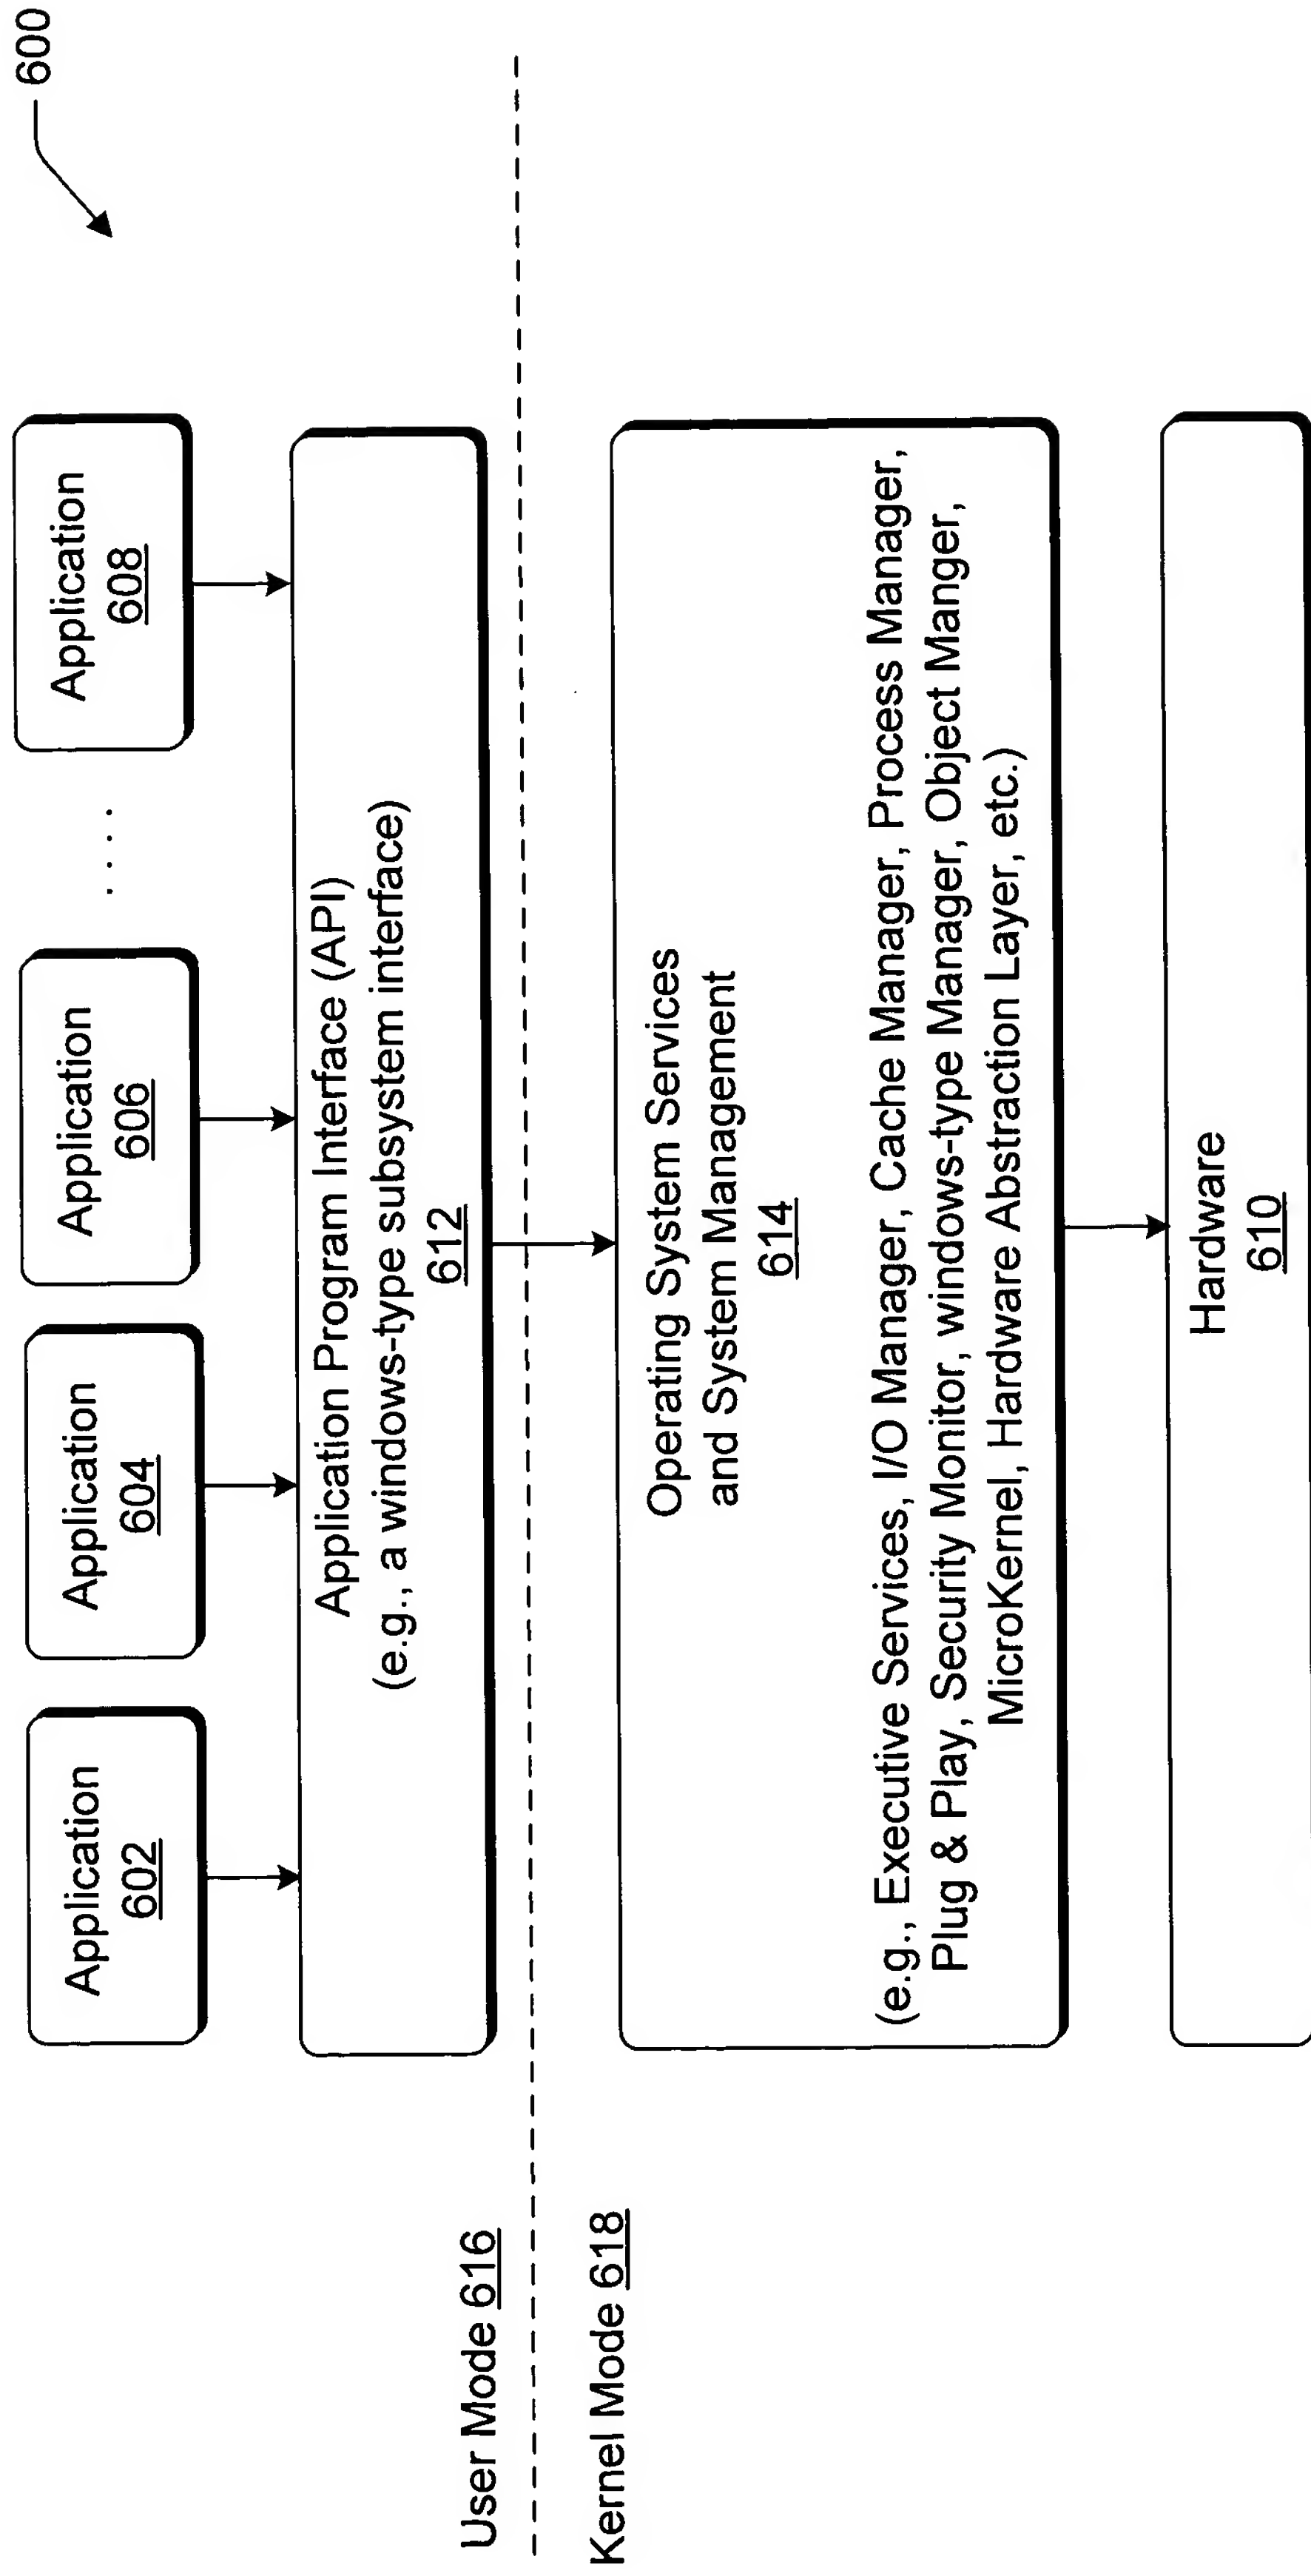 600
Application
602
Application
604
Application
606
. . . .
Application
608
Application Program Interface (API)
(e.g., a windows-type subsystem interface)
612
User Mode 616
Kernel Mode 618
Operating System Services
and System Management
614
(e.g., Executive Services, I/O Manager, Cache Manager, Process Manager,
Plug & Play, Security Monitor, windows-type Manager, Object Manger,
MicroKernel, Hardware Abstraction Layer, etc.)
Hardware
610